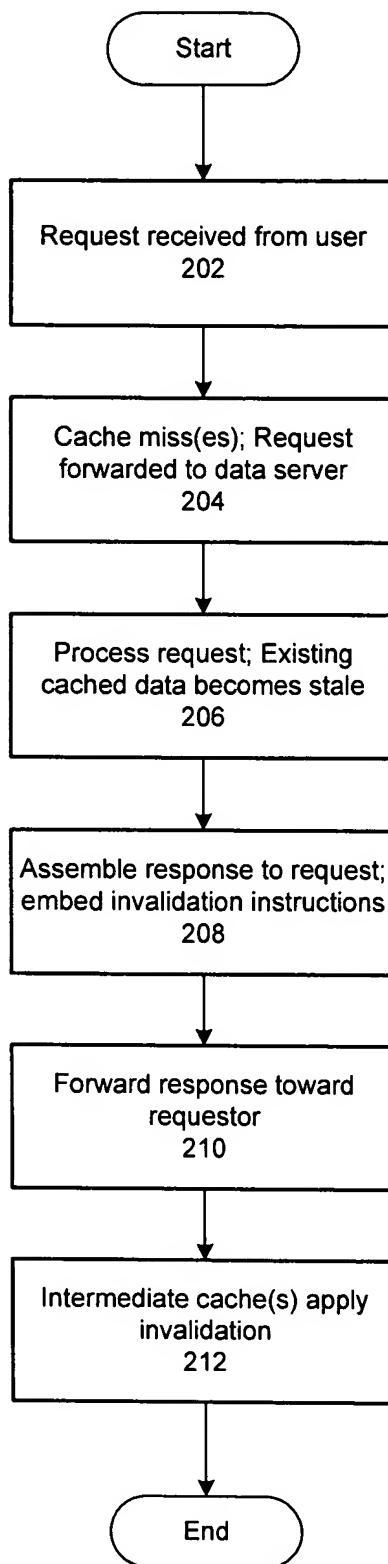 Start
Request received from user
202
Cache miss(es); Request
forwarded to data server
204
Process request; Existing
cached data becomes stale
206
Assemble response to request;
embed invalidation instructions
208
Forward response toward
requestor
210
Intermediate cache(s) apply
invalidation
212
End